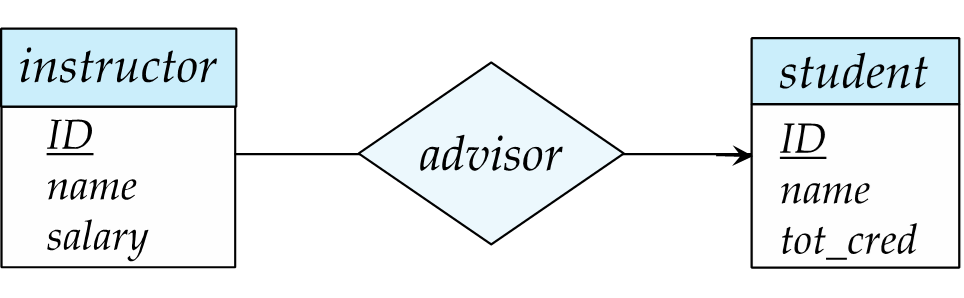 instructor
ID
name
salary
advisor
student
ID
name
tot_cred